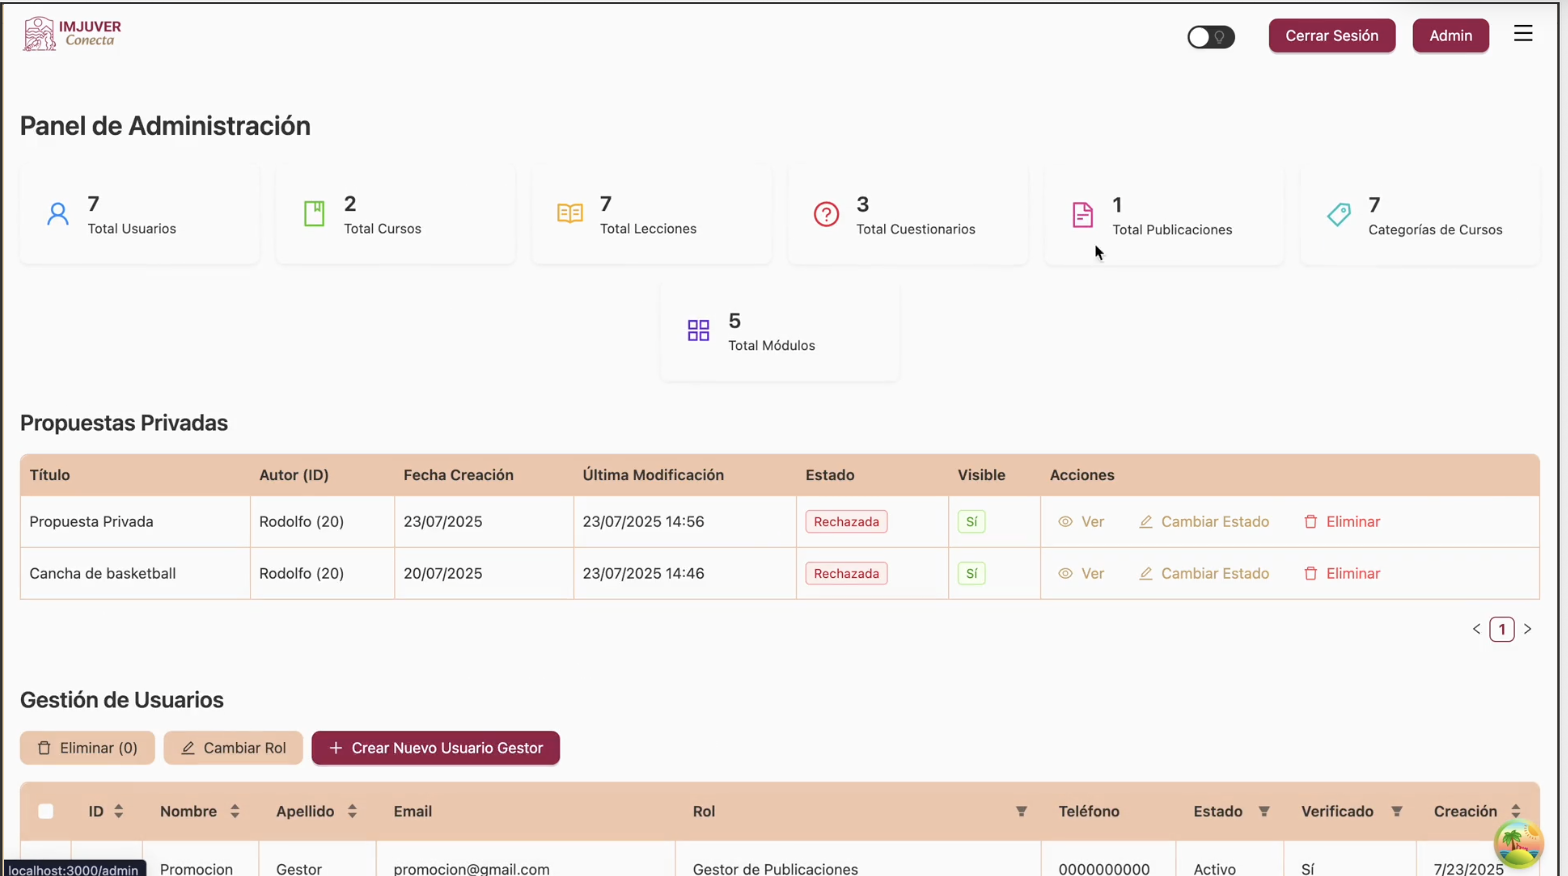 IMJUVER
Conecta
Cerrar Sesión
Admin
Panel de Administración
7
Total Usuarios
2
Total Cursos
7
Total Lecciones
3
Total Cuestionarios
1
Total Publicaciones
7
Categorías de Cursos
5
Total Módulos
Propuestas Privadas
Título Autor (ID) Fecha Creación Última Modificación Estado Visible Acciones
Propuesta Privada Rodolfo (20) 23/07/2025 23/07/2025 14:56 Rechazada Sí Ver Cambiar Estado Eliminar
Cancha de basketball Rodolfo (20) 20/07/2025 23/07/2025 14:46 Rechazada Sí Ver Cambiar Estado Eliminar
< 1 >
Gestión de Usuarios
Eliminar (0) Cambiar Rol + Crear Nuevo Usuario Gestor
ID Nombre Apellido Email Rol Teléfono Estado Verificado Creación
Promocion Gestor promocion@gmail.com Gestor de Publicaciones 0000000000 Activo Sí 7/23/2025
localhost:3000/admin